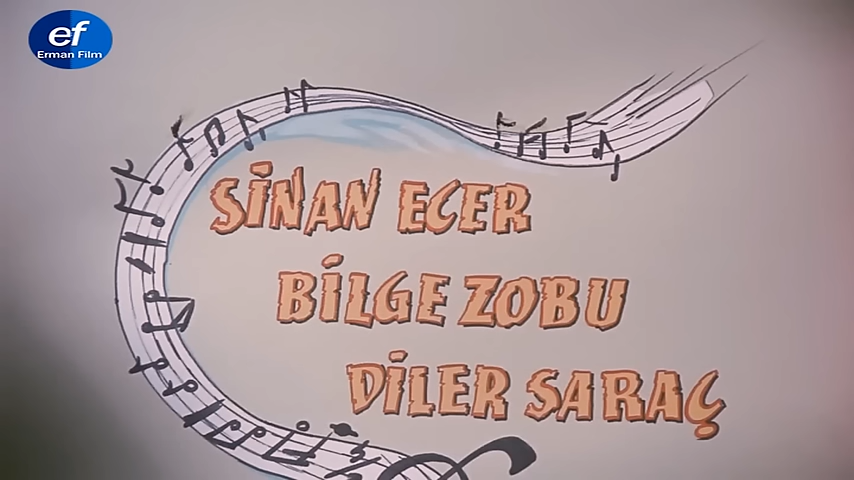 ef
Erman Film
SİNAN ECER
BİLGE ZOBU
DİLER SARAÇ